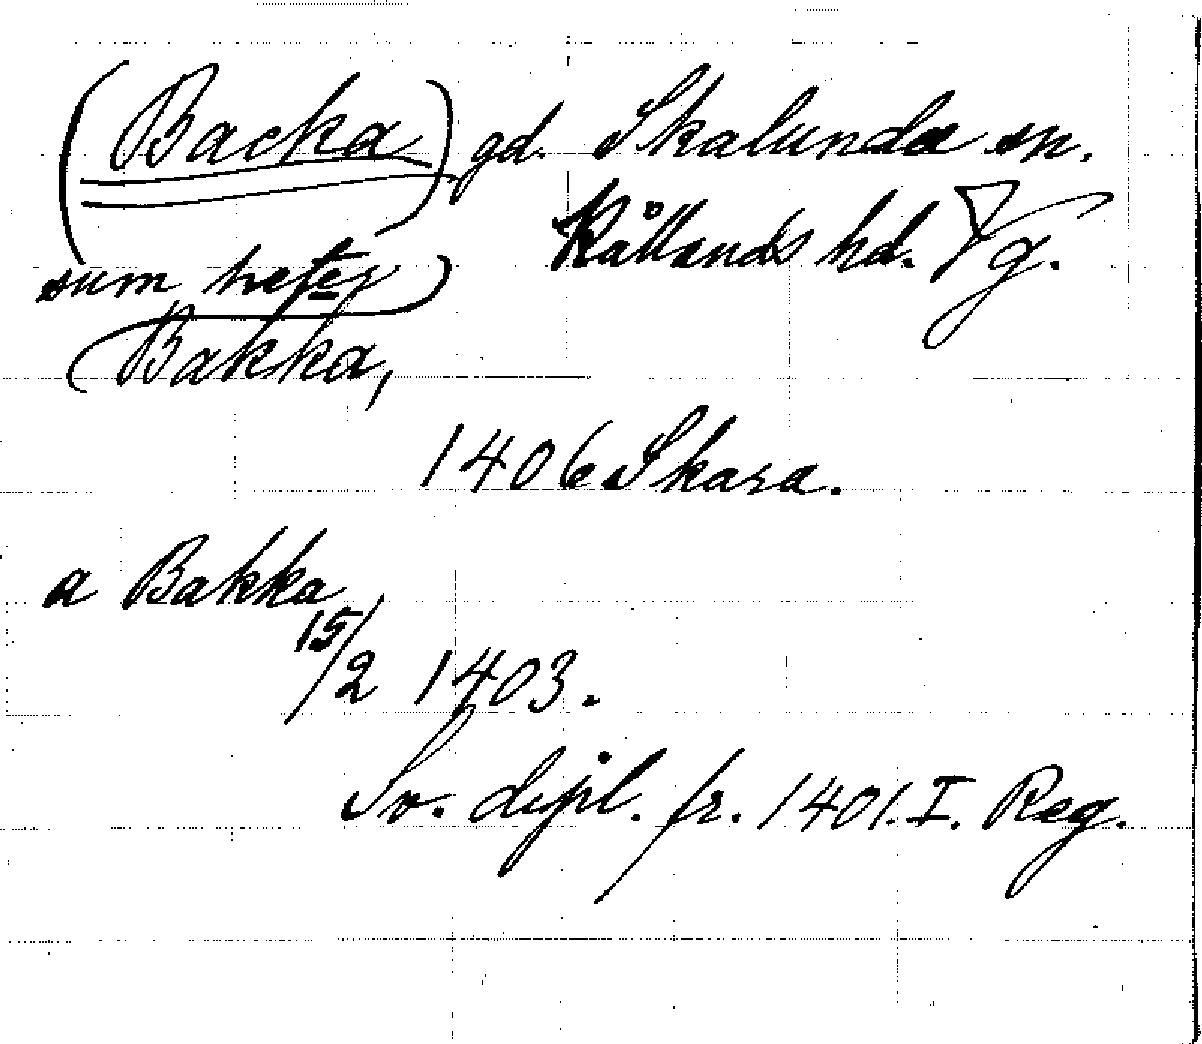 (Backa) gd. Skalunda sn.
Kållands hd. Vg.
sum heter)
(Bakka,
1406 Skara.
a Bakka
15/2 1403.
Sv. dipl. fr. 1401. I. Reg.